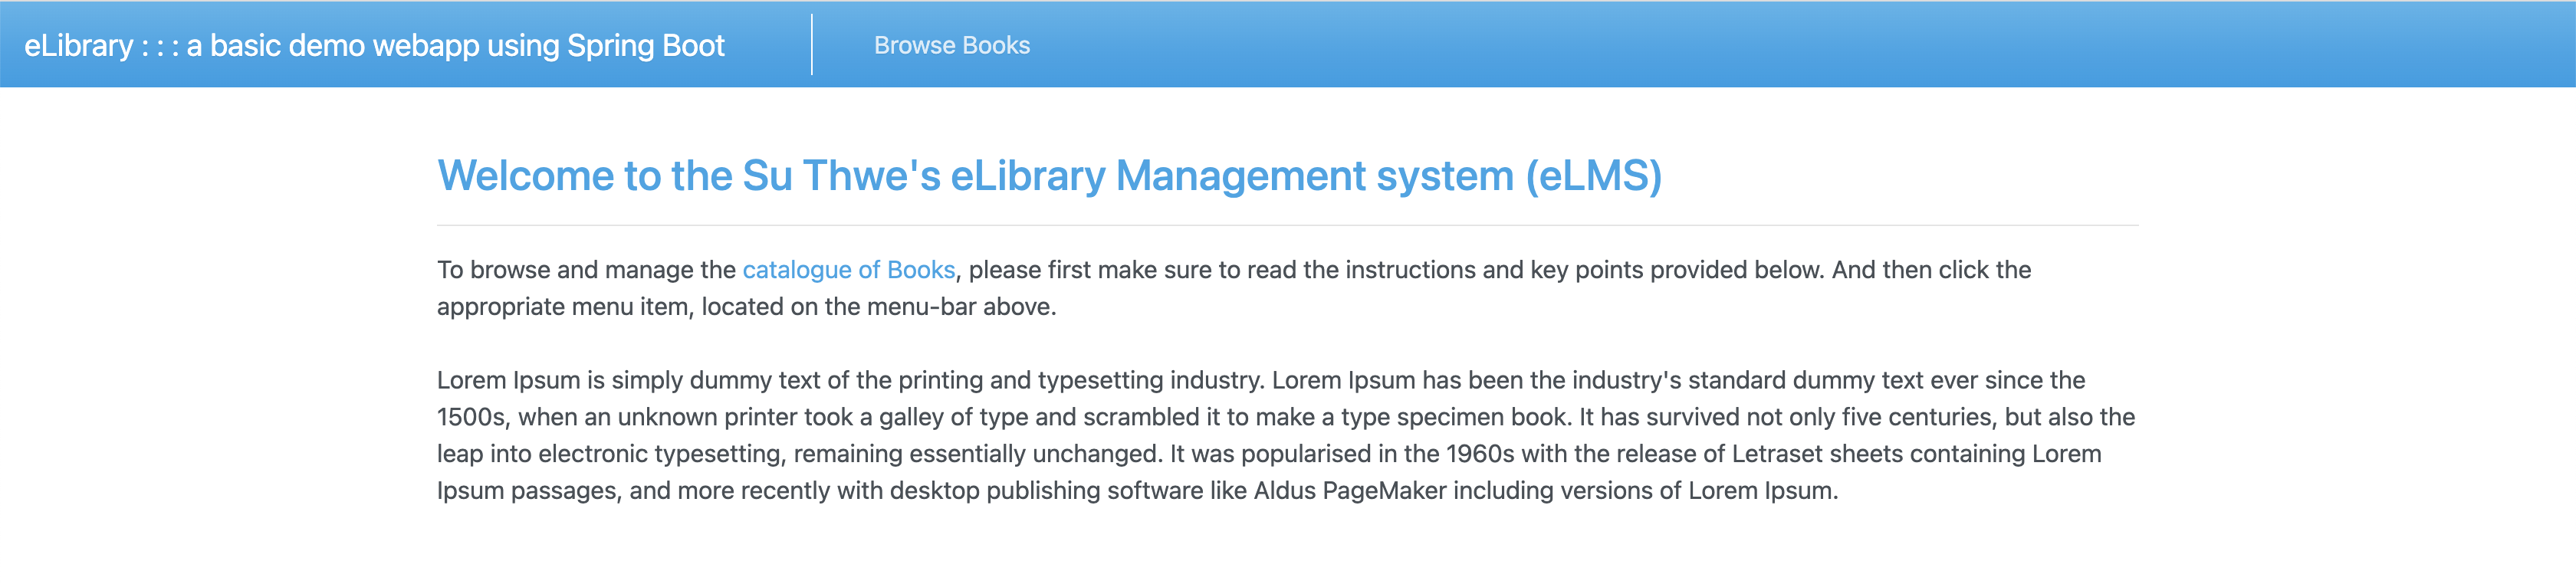 eLibrary : : : a basic demo webapp using Spring Boot
Browse Books
Welcome to the Su Thwe's eLibrary Management system (eLMS)
To browse and manage the catalogue of Books, please first make sure to read the instructions and key points provided below. And then click the
appropriate menu item, located on the menu-bar above.
Lorem Ipsum is simply dummy text of the printing and typesetting industry. Lorem Ipsum has been the industry's standard dummy text ever since the
1500s, when an unknown printer took a galley of type and scrambled it to make a type specimen book. It has survived not only five centuries, but also the
leap into electronic typesetting, remaining essentially unchanged. It was popularised in the 1960s with the release of Letraset sheets containing Lorem
Ipsum passages, and more recently with desktop publishing software like Aldus PageMaker including versions of Lorem Ipsum.